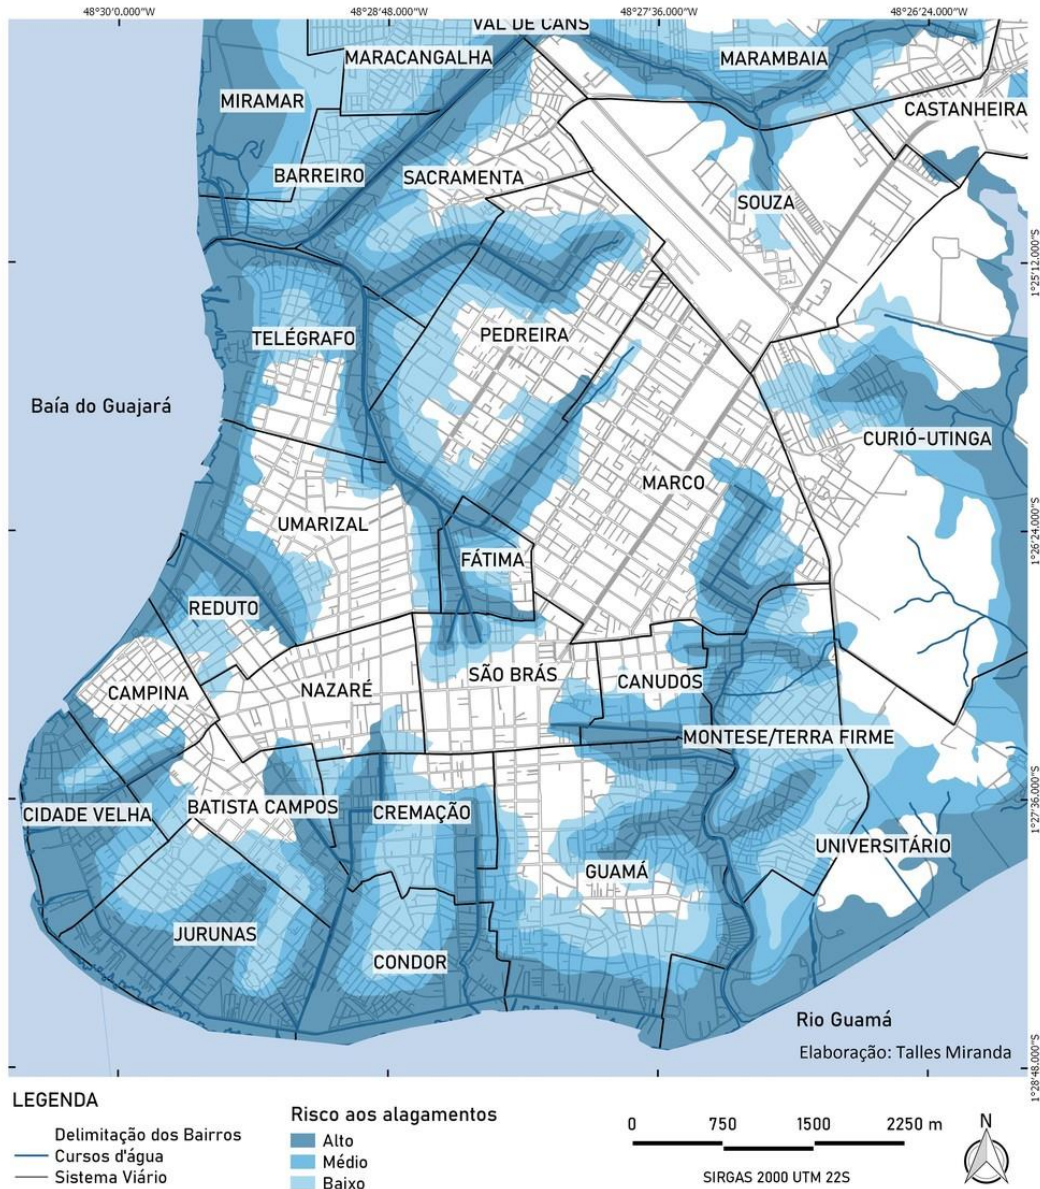 48°30'0.000"W
48°28'48.000"W
48°27'36.000"W
48°26'24.000"W
VAL DE CANS
MARACANGALHA
MARAMBAIA
MIRAMAR
CASTANHEIRA
BARREIRO
SACRAMENTA
SOUZA
1°25'12.000"S
TELÉGRAFO
PEDREIRA
Baía do Guajará
CURIÓ-UTINGA
MARCO
UMARIZAL
1°26'24.000"S
FÁTIMA
REDUTO
CAMPINA
NAZARÉ
SÃO BRÁS
CANUDOS
MONTESE/TERRA FIRME
CIDADE VELHA
BATISTA CAMPOS
CREMAÇÃO
1°27'36.000"S
UNIVERSITÁRIO
GUAMÁ
JURUNAS
CONDOR
Rio Guamá
Elaboração: Talles Miranda
1°28'48.000"S
LEGENDA
Delimitação dos Bairros
Cursos d'água
Sistema Viário
Risco aos alagamentos
Alto
Médio
Baixo
0 750 1500 2250 m
SIRGAS 2000 UTM 22S
N